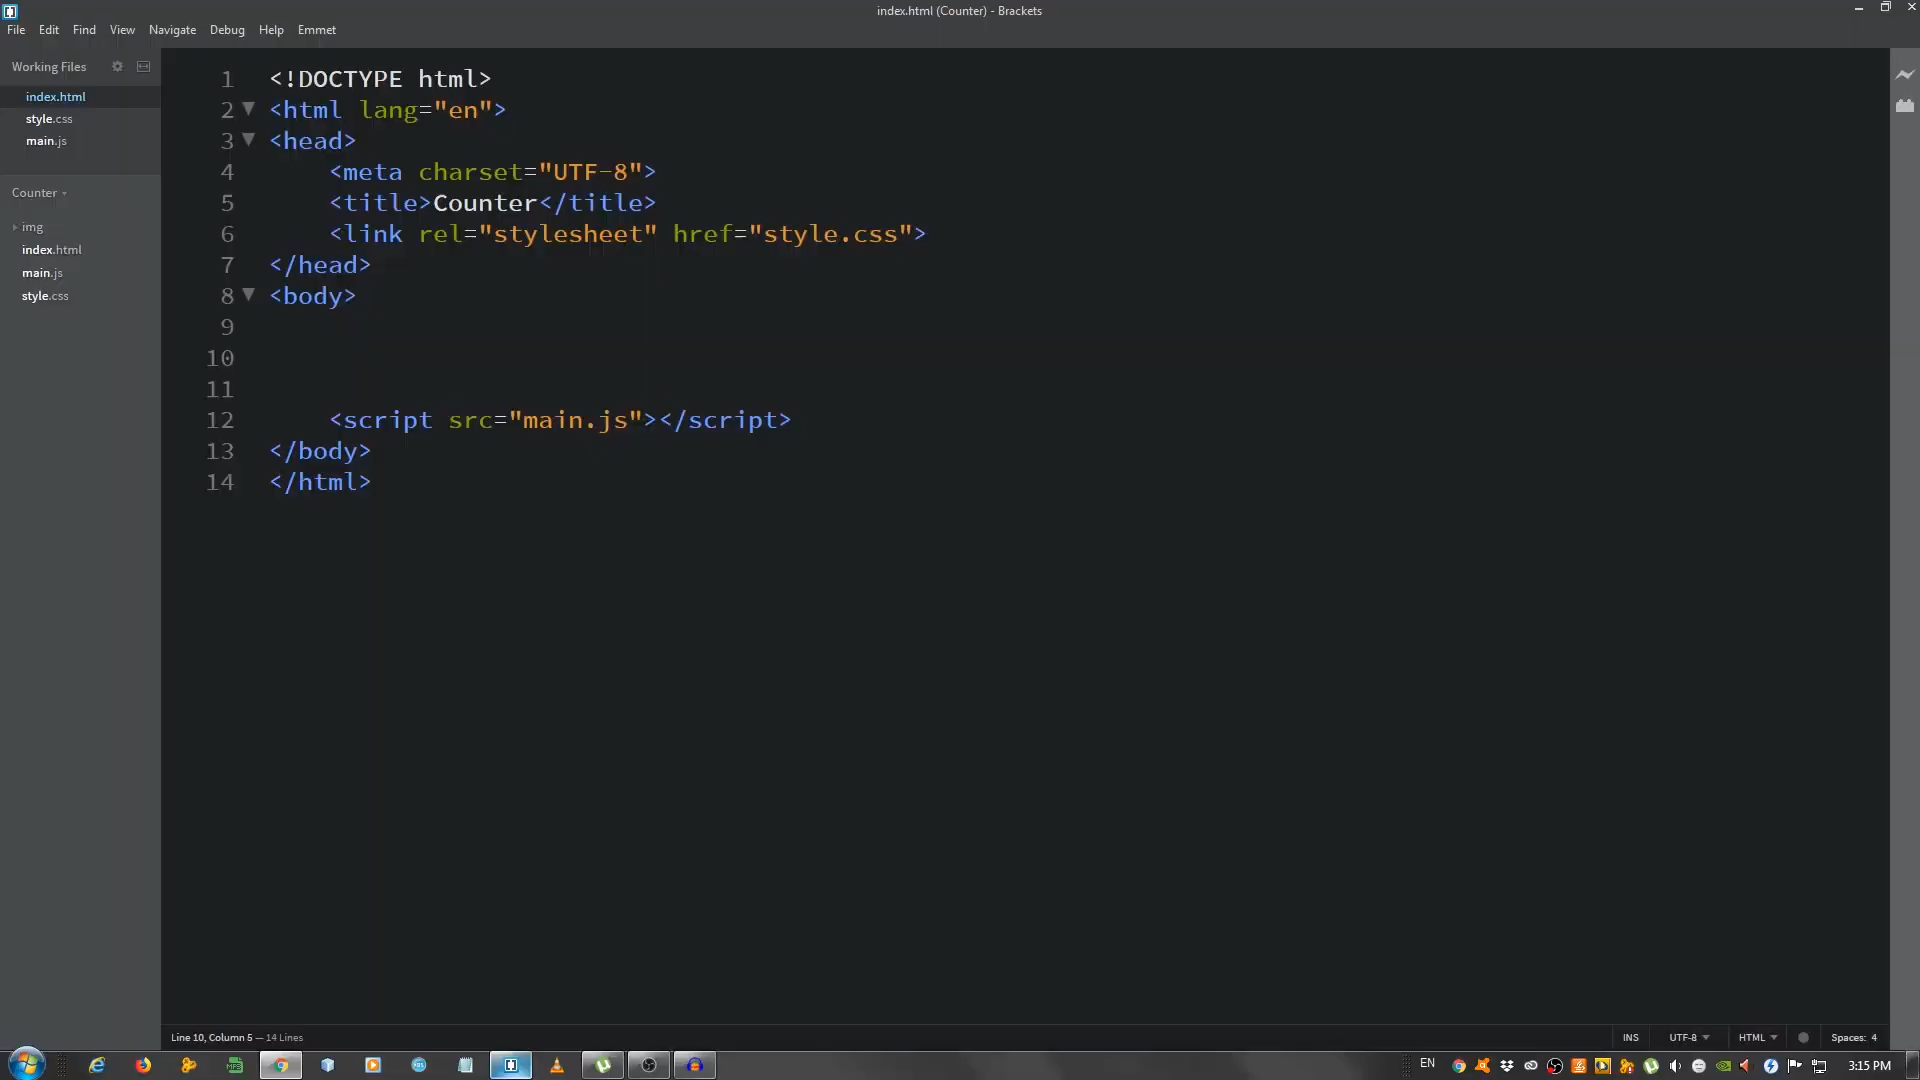 index.html (Counter) - Brackets
File Edit Find View Navigate Debug Help Emmet
Working Files
index.html
style.css
main.js
Counter
img
index.html
main.js
style.css
1 <!DOCTYPE html>
2 <html lang="en">
3 <head>
4 <meta charset="UTF-8">
5 <title>Counter</title>
6 <link rel="stylesheet" href="style.css">
7 </head>
8 <body>
9
10
11
12 <script src="main.js"></script>
13 </body>
14 </html>
Line 10, Column 5 — 14 Lines
INS UTF-8 HTML Spaces: 4
EN 3:15 PM